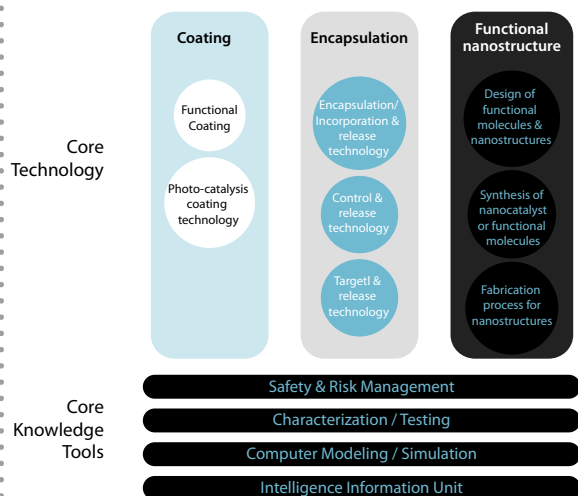 Coating
Encapsulation
Functional
nanostructure
Core
Technology
Functional
Coating
Photo-catalysis
coating
technology
Encapsulation/
Incorporation &
release
technology
Control &
release
technology
Targetl &
release
technology
Design of
functional
molecules &
nanostructures
Synthesis of
nanocatalyst
or functional
molecules
Fabrication
process for
nanostructures
Core
Knowledge
Tools
Safety & Risk Management
Characterization / Testing
Computer Modeling / Simulation
Intelligence Information Unit